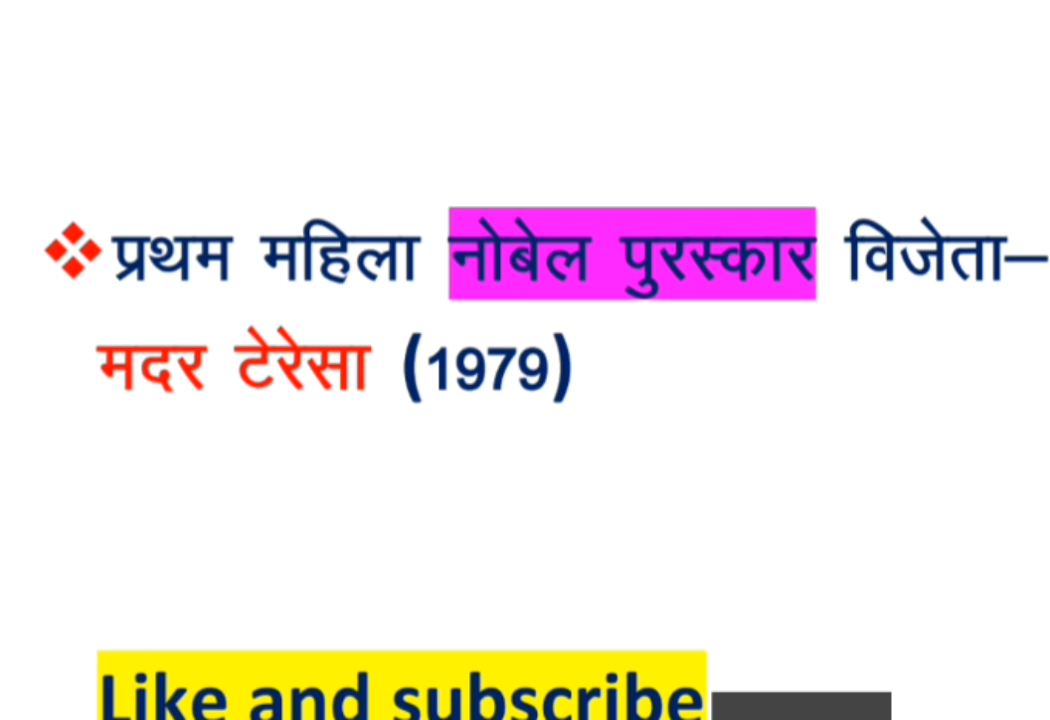 ❖प्रथम महिला नोबेल पुरस्कार विजेता–
मदर टेरेसा (1979)
Like and subscribe